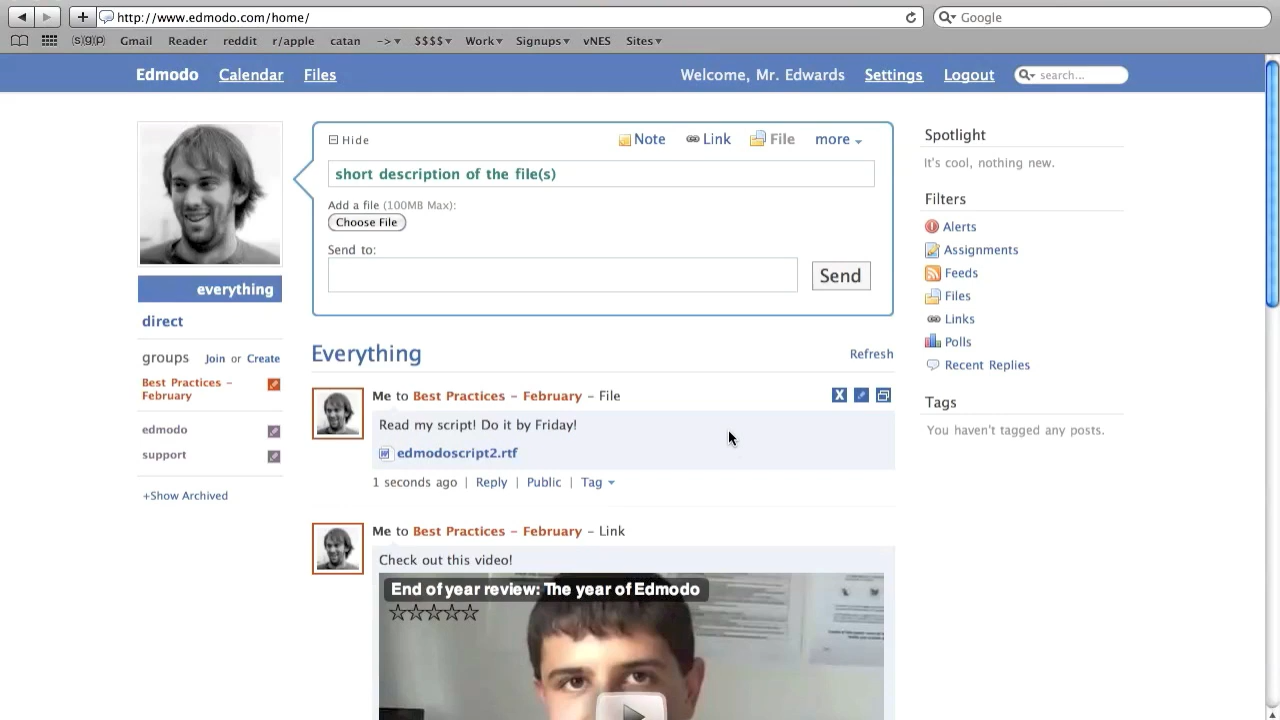 http://www.edmodo.com/home/
Google
Gmail Reader reddit r/apple catan -> $$$$ Work Signups vNES Sites
Edmodo Calendar Files
Welcome, Mr. Edwards Settings Logout search...
Hide
Note Link File more
short description of the file(s)
Add a file (100MB Max):
Choose File
Send to:
Send
everything
direct
groups Join or Create
Best Practices –
February
edmodo
support
+Show Archived
Everything
Refresh
Me to Best Practices – February – File
Read my script! Do it by Friday!
edmodoscript2.rtf
1 seconds ago | Reply | Public | Tag
Me to Best Practices – February – Link
Check out this video!
End of year review: The year of Edmodo
Spotlight
It's cool, nothing new.
Filters
Alerts
Assignments
Feeds
Files
Links
Polls
Recent Replies
Tags
You haven't tagged any posts.